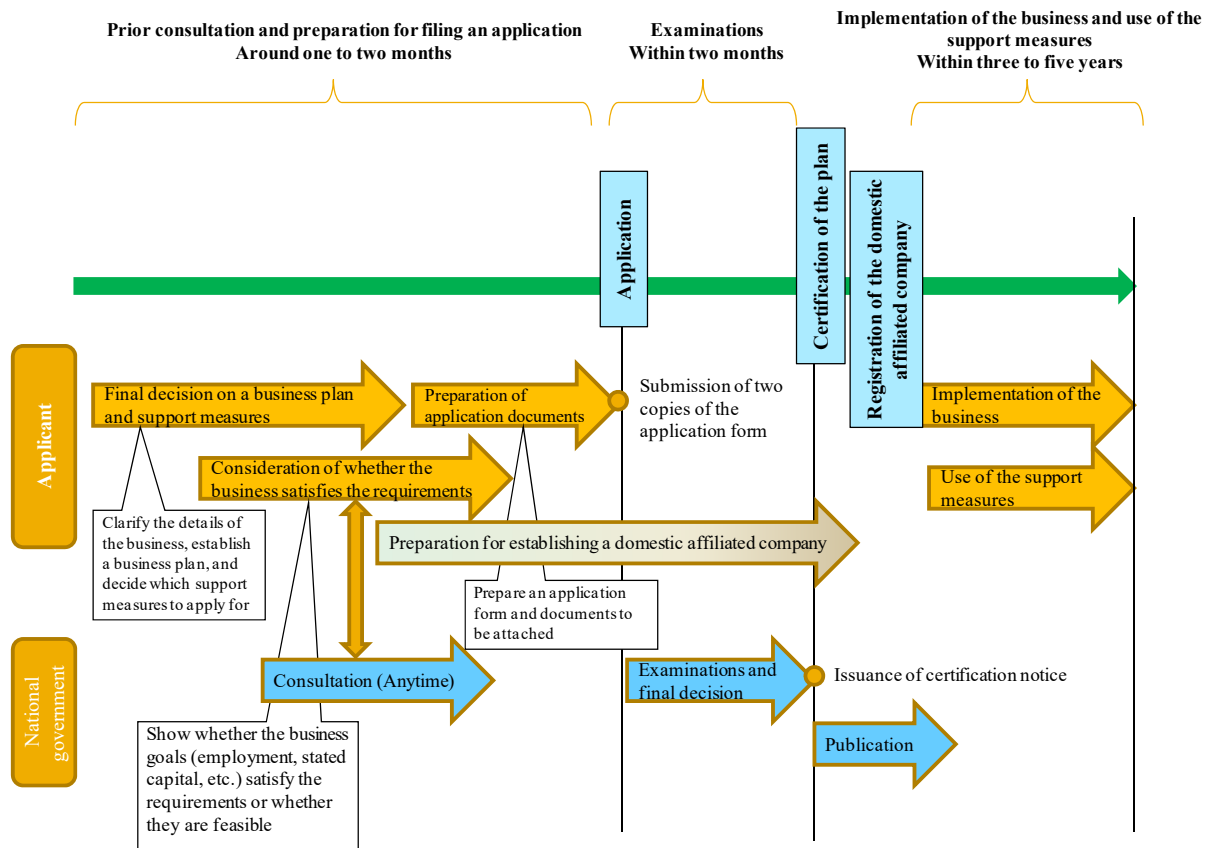 Prior consultation and preparation for filing an application
Around one to two months
Examinations
Within two months
Implementation of the business and use of the
support measures
Within three to five years
Application
Certification of the plan
Registration of the domestic
affiliated company
Applicant
Final decision on a business plan
and support measures
Preparation of
application documents
Submission of two
copies of the
application form
Implementation of the
business
Consideration of whether the
business satisfies the requirements
Use of the support
measures
Clarify the details of
the business, establish
a business plan, and
decide which support
measures to apply for
Preparation for establishing a domestic affiliated company
Prepare an application
form and documents to
be attached
National
government
Consultation (Anytime)
Examinations and
final decision
Issuance of certification notice
Show whether the business
goals (employment, stated
capital, etc.) satisfy the
requirements or whether
they are feasible
Publication